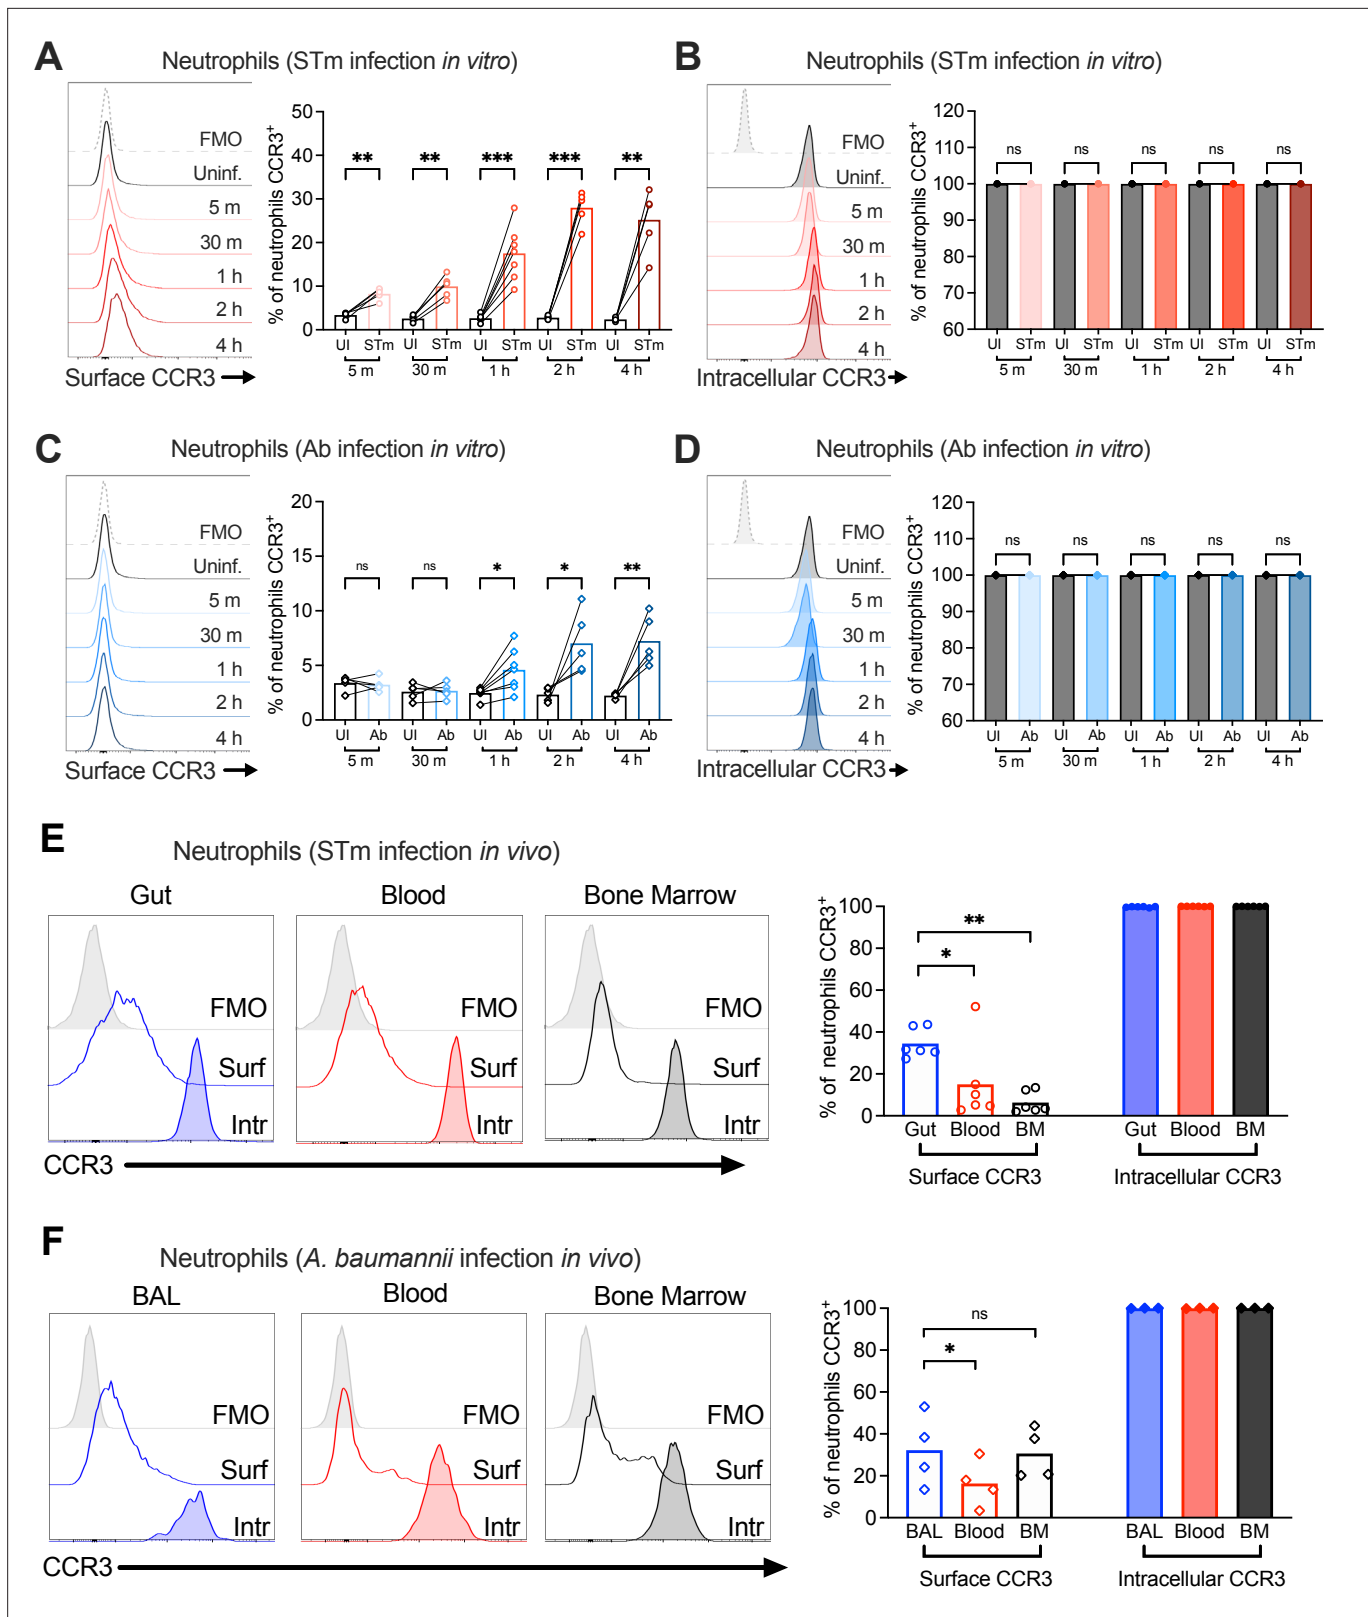 A
Neutrophils (STm infection in vitro)
FMO
Uninf.
5 m
30 m
1 h
2 h
4 h
Surface CCR3
% of neutrophils CCR3+
50
40
30
20
10
0
** ** *** *** **
UI STm UI STm UI STm UI STm UI STm
5 m 30 m 1 h 2 h 4 h
B
Neutrophils (STm infection in vitro)
FMO
Uninf.
5 m
30 m
1 h
2 h
4 h
Intracellular CCR3
% of neutrophils CCR3+
120
110
100
90
80
70
60
ns ns ns ns ns
UI STm UI STm UI STm UI STm UI STm
5 m 30 m 1 h 2 h 4 h
C
Neutrophils (Ab infection in vitro)
FMO
Uninf.
5 m
30 m
1 h
2 h
4 h
Surface CCR3
% of neutrophils CCR3+
20
15
10
5
0
ns ns * * **
UI Ab UI Ab UI Ab UI Ab UI Ab
5 m 30 m 1 h 2 h 4 h
D
Neutrophils (Ab infection in vitro)
FMO
Uninf.
5 m
30 m
1 h
2 h
4 h
Intracellular CCR3
% of neutrophils CCR3+
120
110
100
90
80
70
60
ns ns ns ns ns
UI Ab UI Ab UI Ab UI Ab UI Ab
5 m 30 m 1 h 2 h 4 h
E
Neutrophils (STm infection in vivo)
Gut Blood Bone Marrow
FMO FMO FMO
Surf Surf Surf
Intr Intr Intr
CCR3
% of neutrophils CCR3+
100
80
60
40
20
0
**
*
Gut Blood BM Gut Blood BM
Surface CCR3 Intracellular CCR3
F
Neutrophils (A. baumannii infection in vivo)
BAL Blood Bone Marrow
FMO FMO FMO
Surf Surf Surf
Intr Intr Intr
CCR3
% of neutrophils CCR3+
100
80
60
40
20
0
ns
*
BAL Blood BM BAL Blood BM
Surface CCR3 Intracellular CCR3